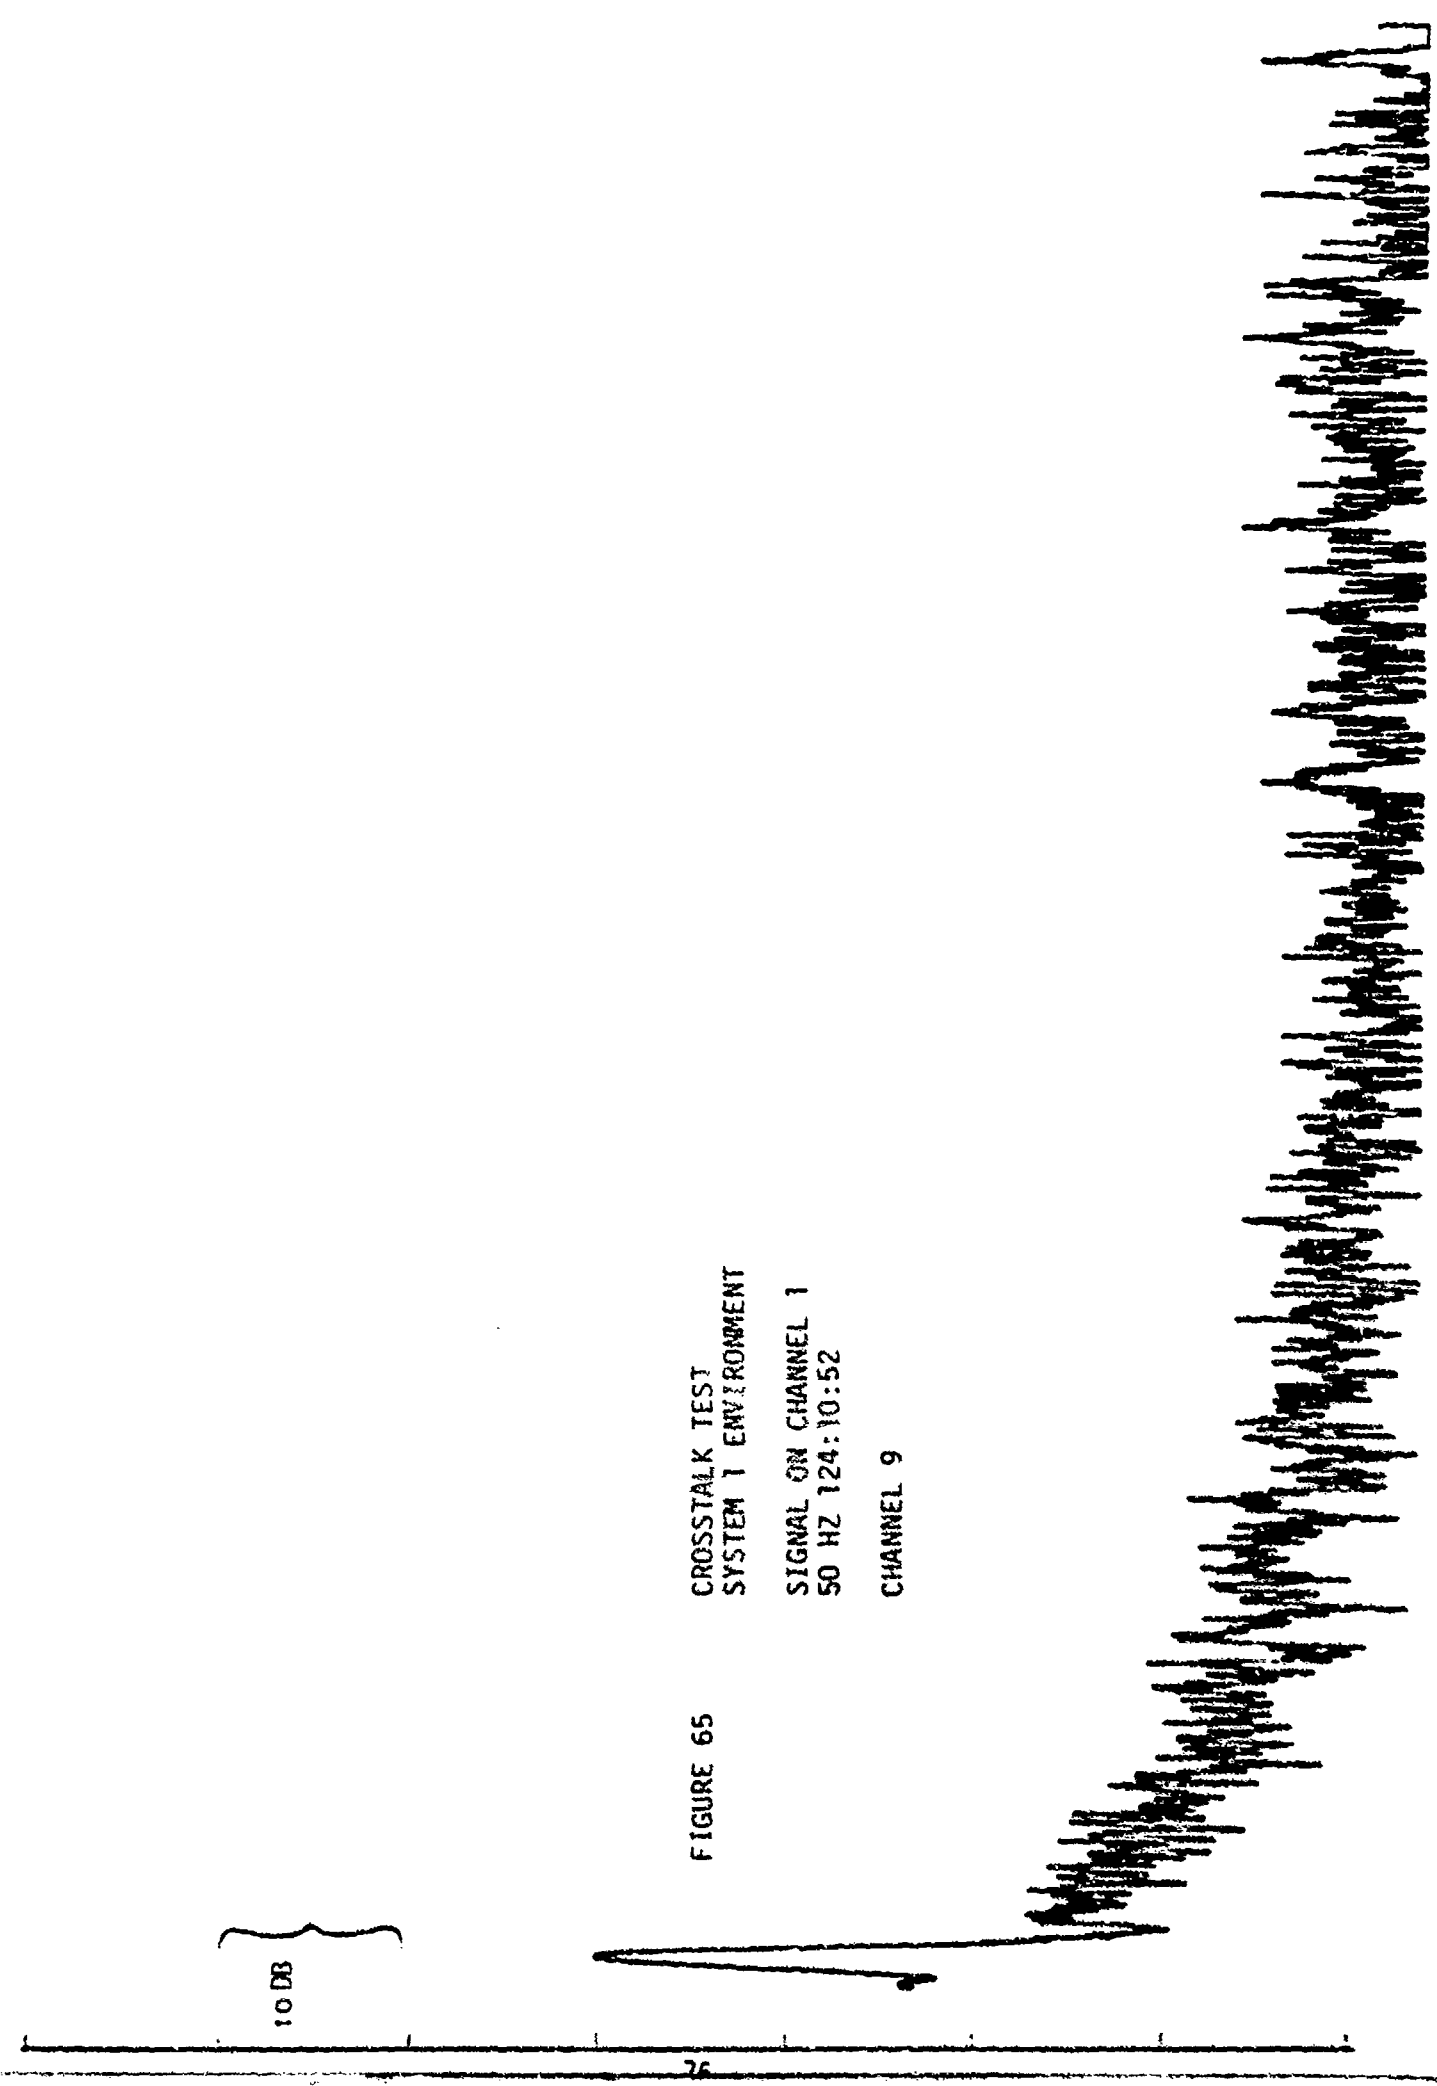 10 DB
FIGURE 65
CROSSTALK TEST
SYSTEM 1 ENVIRONMENT
SIGNAL ON CHANNEL 1
50 HZ 124:10:52
CHANNEL 9
76